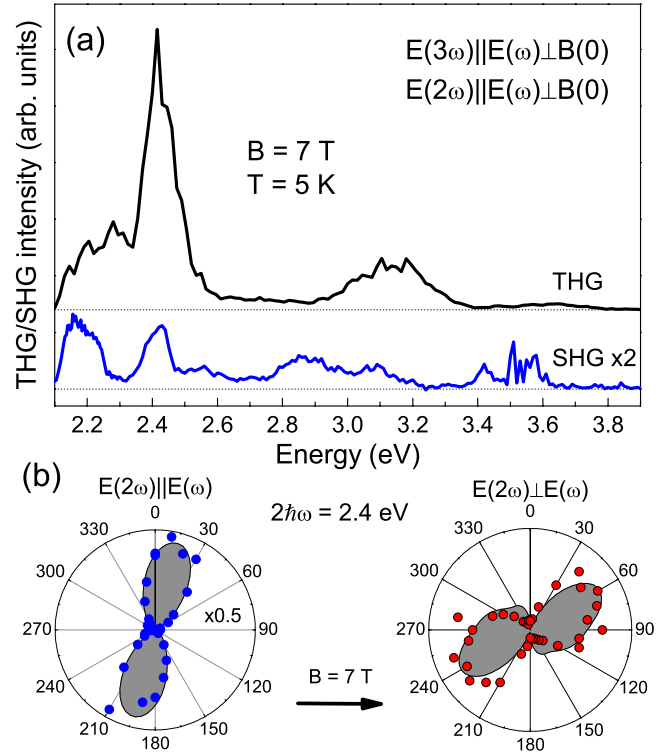 (a)
E(3ω)||E(ω)⊥B(0)
E(2ω)||E(ω)⊥B(0)
B = 7 T
T = 5 K
THG/SHG intensity (arb. units)
THG
SHG x2
2.2 2.4 2.6 2.8 3.0 3.2 3.4 3.6 3.8
Energy (eV)
(b)
E(2ω)||E(ω)
2ħω = 2.4 eV
E(2ω)⊥E(ω)
0
30
60
90
120
150
180
210
240
270
300
330
x0.5
B = 7 T
0
30
60
90
120
150
180
210
240
270
300
330